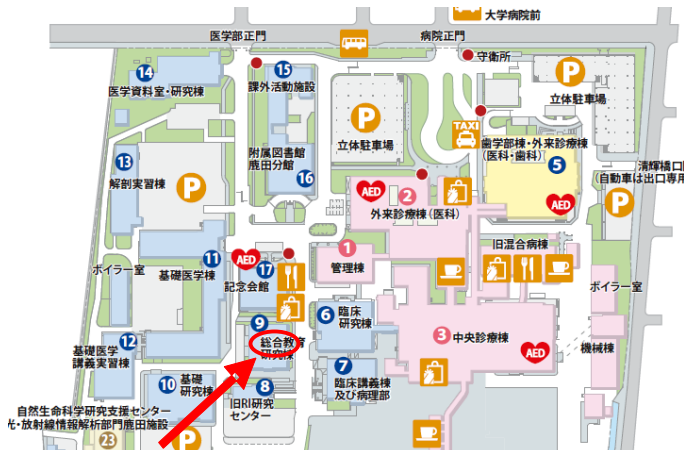 大学病院前
医学部正門
病院正門
守衛所
14
医学資料室・研究棟
15
課外活動施設
P
立体駐車場
P
立体駐車場
TAXI
歯学部棟・外来診療棟
(医科・歯科)
5
附属図書館
鹿田分館
16
13
解剖実習棟
P
AED
2
外来診療棟(医科)
AED
清輝橋口
(自動車は出口専用
P
11
基礎医学棟
ボイラー室
AED
17
記念会館
1
管理棟
旧混合病棟
ボイラー室
9
総合教育
研究棟
6
臨床
研究棟
3
中央診療棟
AED
機械棟
12
基礎医学
講義実習棟
10
基礎
研究棟
8
旧RI研究
センター
7
臨床講義棟
及び病理部
自然生命科学研究支援センター
光・放射線情報解析部門鹿田施設
23
P